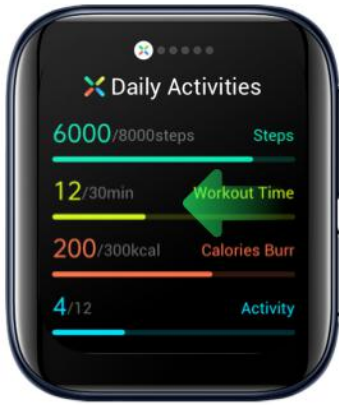 Daily Activities
6000/8000steps Steps
12/30min Workout Time
200/300kcal Calories Burr
4/12 Activity